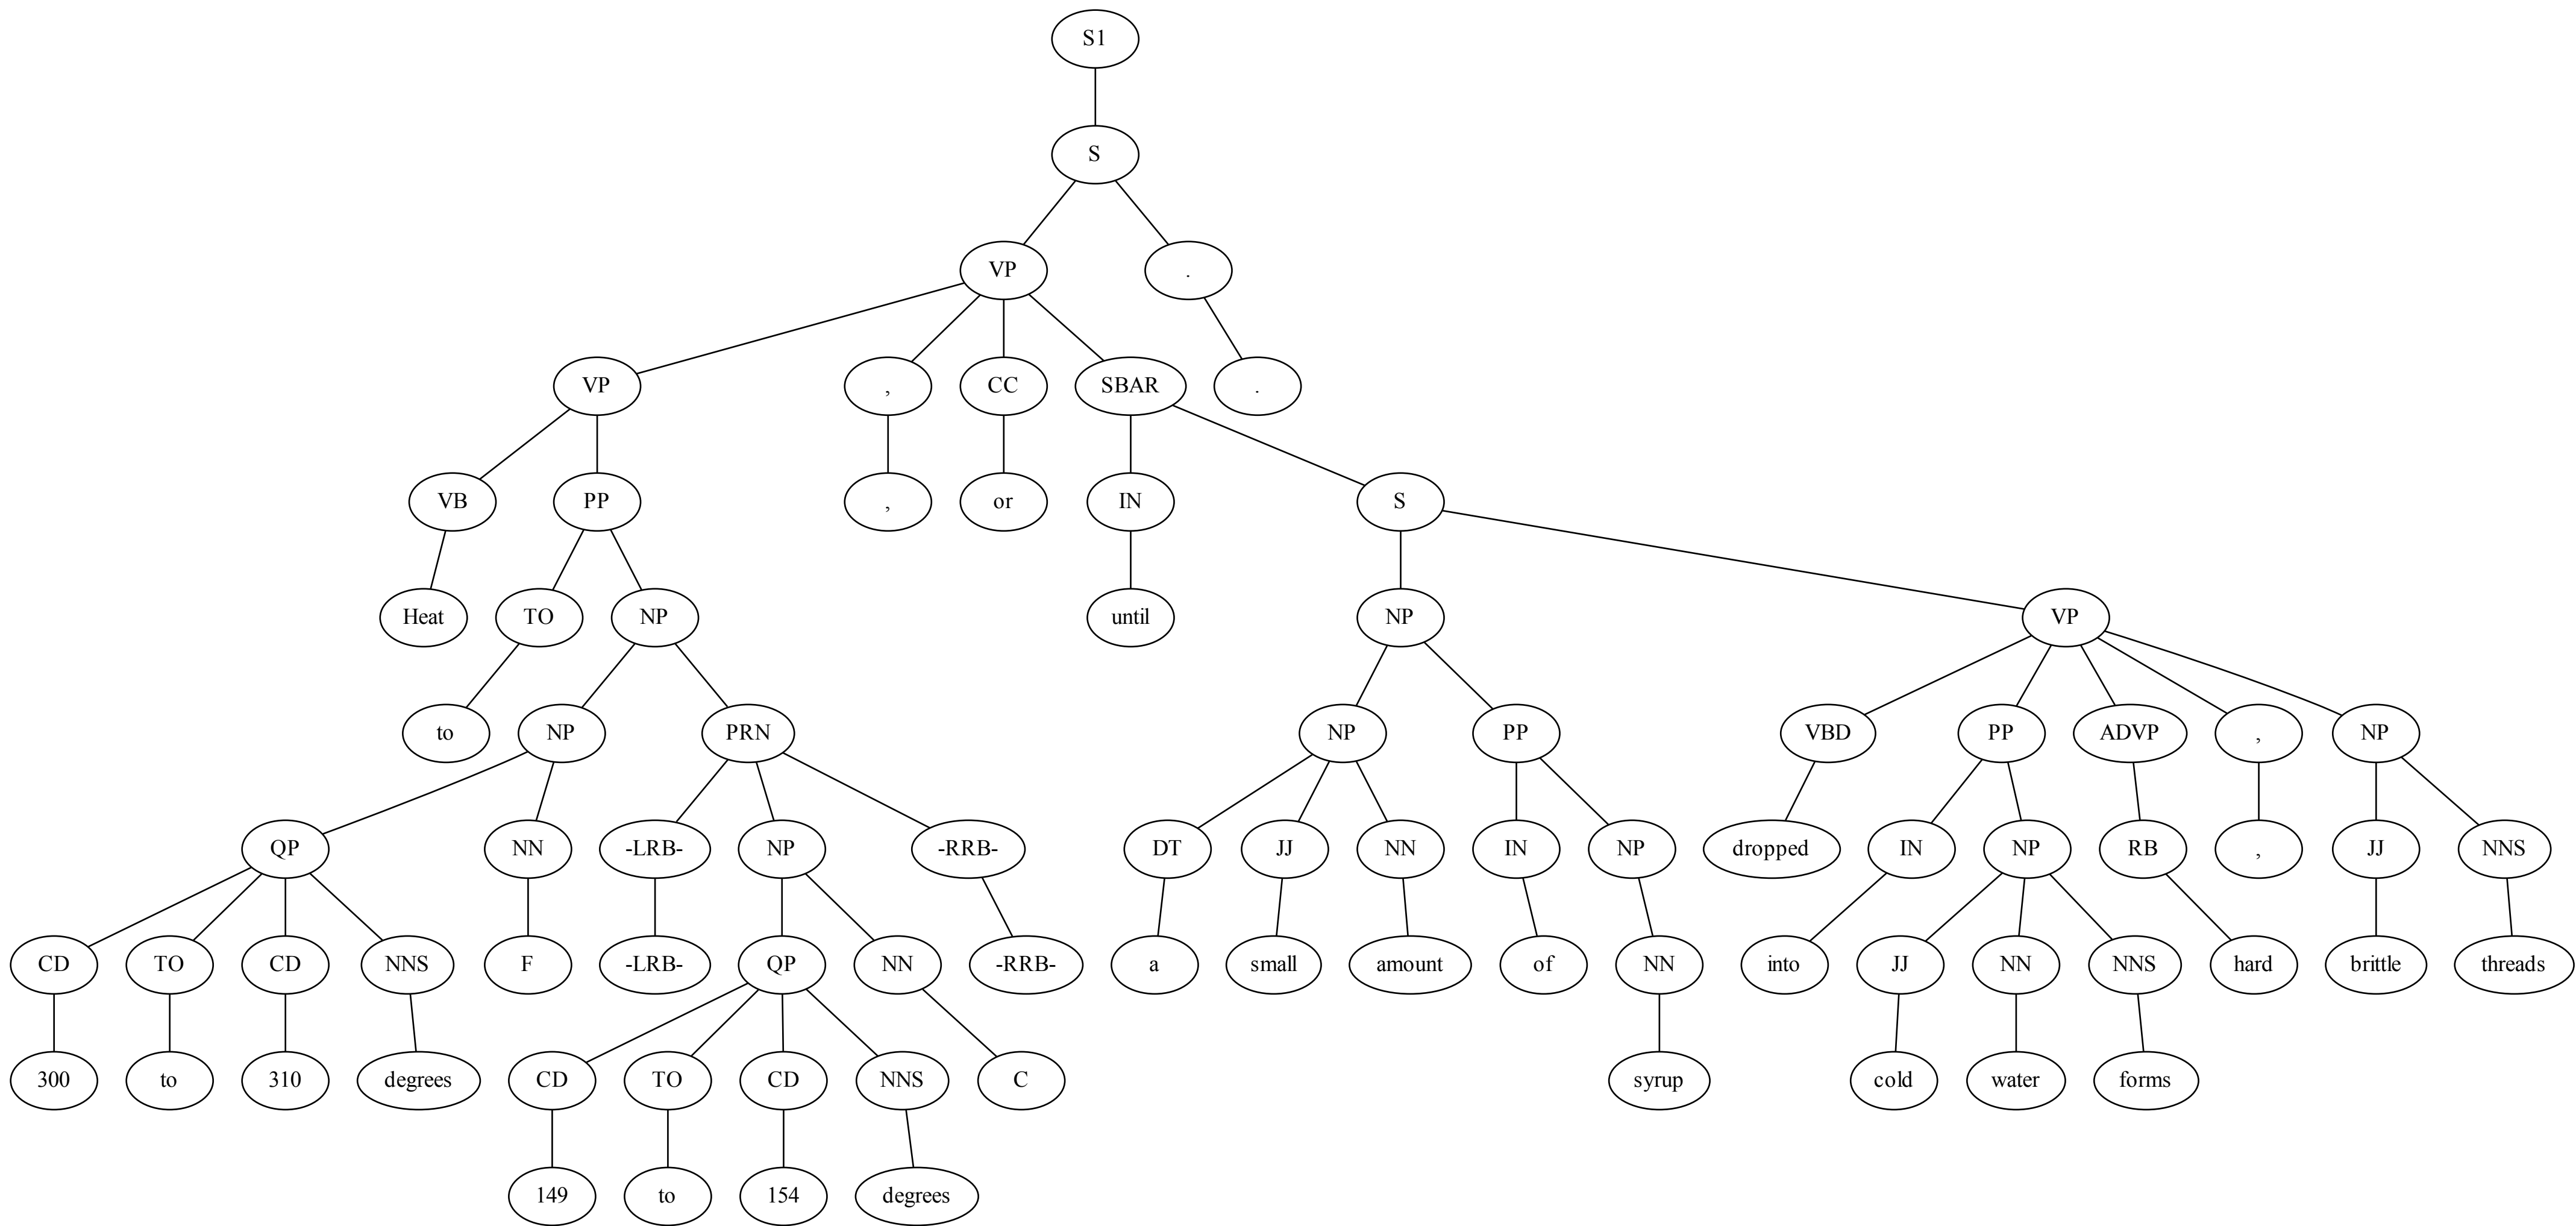 S1
S
VP .
VP , CC SBAR .
VB PP , or IN S
Heat TO NP until NP VP
to NP PRN NP PP VBD PP ADVP , NP
QP NN -LRB- NP -RRB- DT JJ NN IN NP dropped IN NP RB , JJ NNS
CD TO CD NNS F -LRB- QP NN -RRB- a small amount of NN into JJ NN NNS hard brittle threads
300 to 310 degrees CD TO CD NNS C syrup cold water forms
149 to 154 degrees